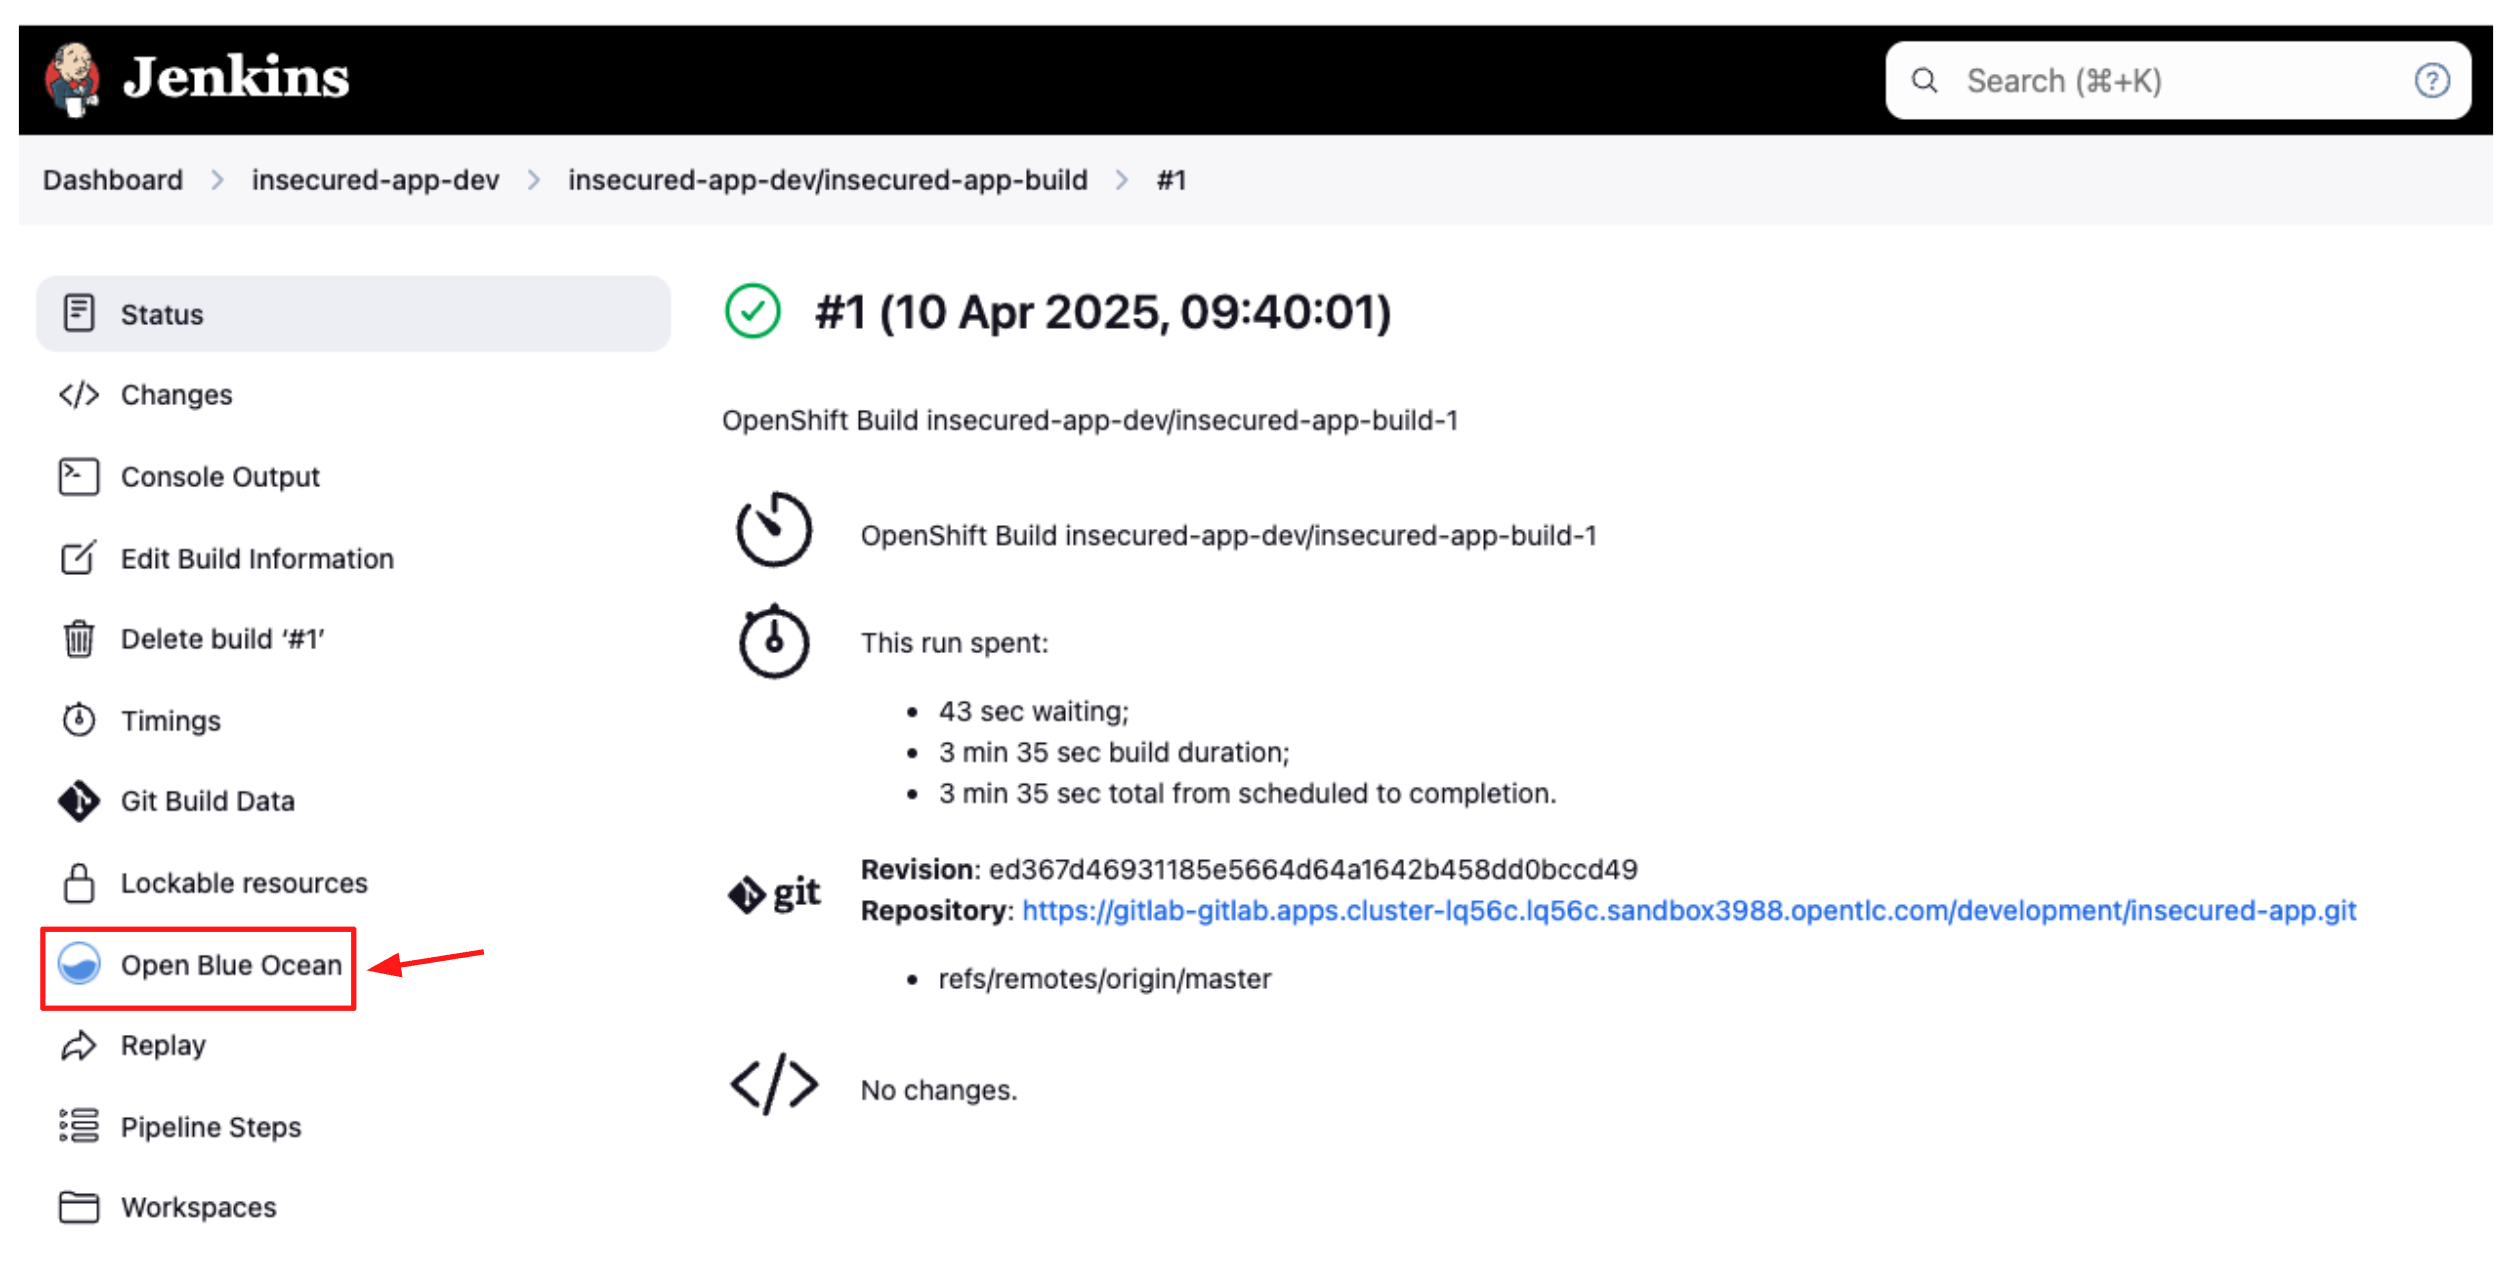 Jenkins
Search (⌘+K)
Dashboard > insecured-app-dev > insecured-app-dev/insecured-app-build > #1
Status
Changes
Console Output
Edit Build Information
Delete build ‘#1’
Timings
Git Build Data
Lockable resources
Open Blue Ocean
Replay
Pipeline Steps
Workspaces
#1 (10 Apr 2025, 09:40:01)
OpenShift Build insecured-app-dev/insecured-app-build-1
OpenShift Build insecured-app-dev/insecured-app-build-1
This run spent:
• 43 sec waiting;
• 3 min 35 sec build duration;
• 3 min 35 sec total from scheduled to completion.
git
Revision: ed367d46931185e5664d64a1642b458dd0bccd49
Repository: https://gitlab-gitlab.apps.cluster-lq56c.lq56c.sandbox3988.opentlc.com/development/insecured-app.git
• refs/remotes/origin/master
No changes.